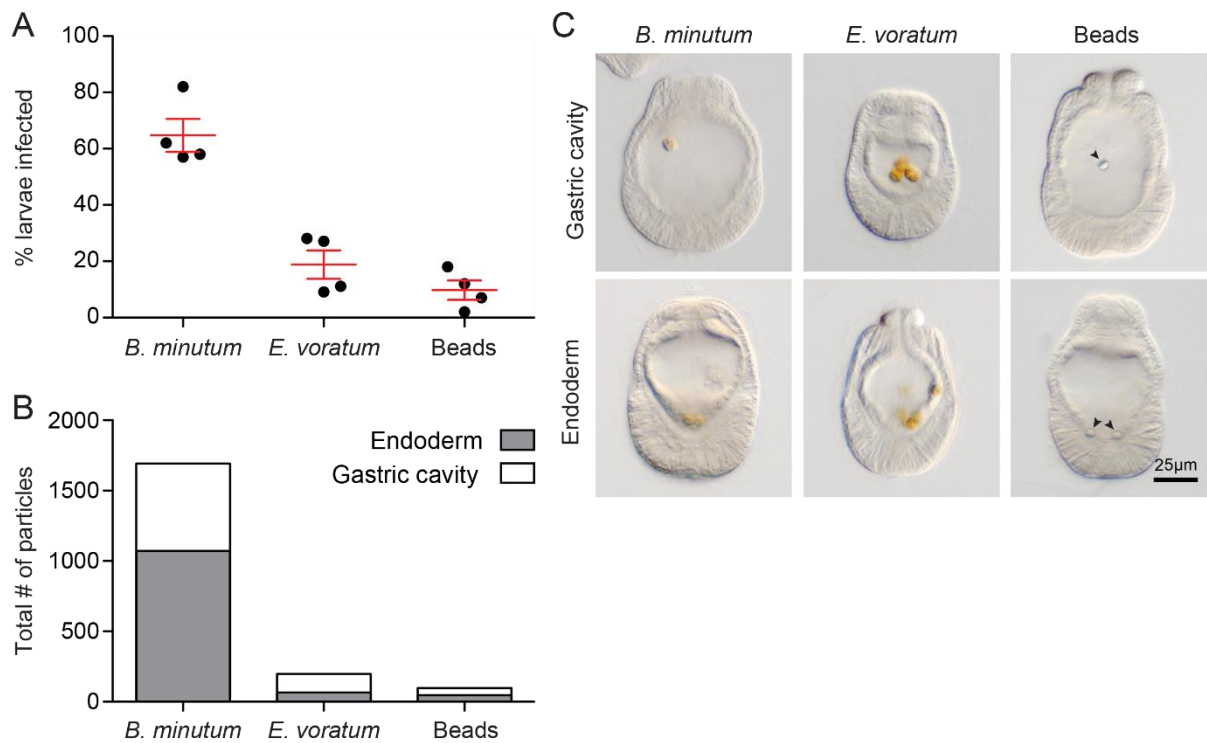 A
% larvae infected
100
80
60
40
20
0
B. minutum
E. voratum
Beads
B
Total # of particles
2000
1500
1000
500
0
Endoderm
Gastric cavity
B. minutum
E. voratum
Beads
C
B. minutum
E. voratum
Beads
Gastric cavity
Endoderm
25µm